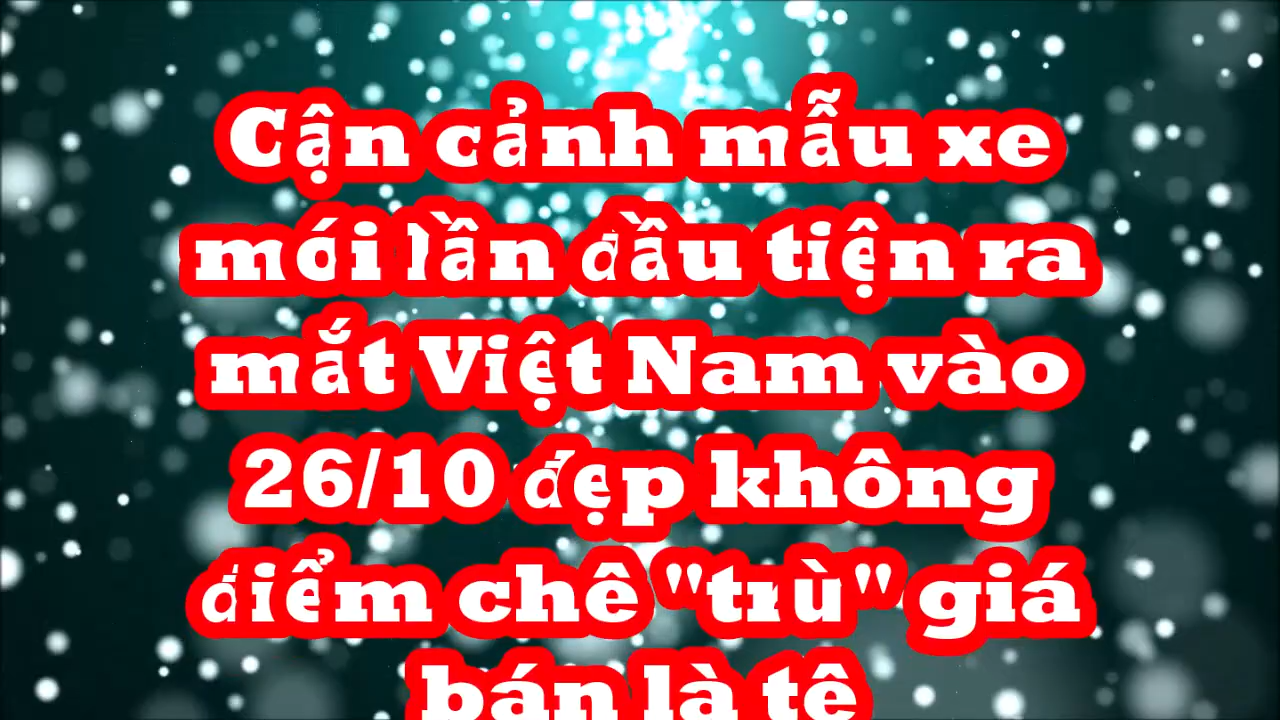 Cận cảnh mẫu xe
mới lần đầu tiện ra
mắt Việt Nam vào
26/10 đẹp không
điểm chê "trù" giá
bán là tê